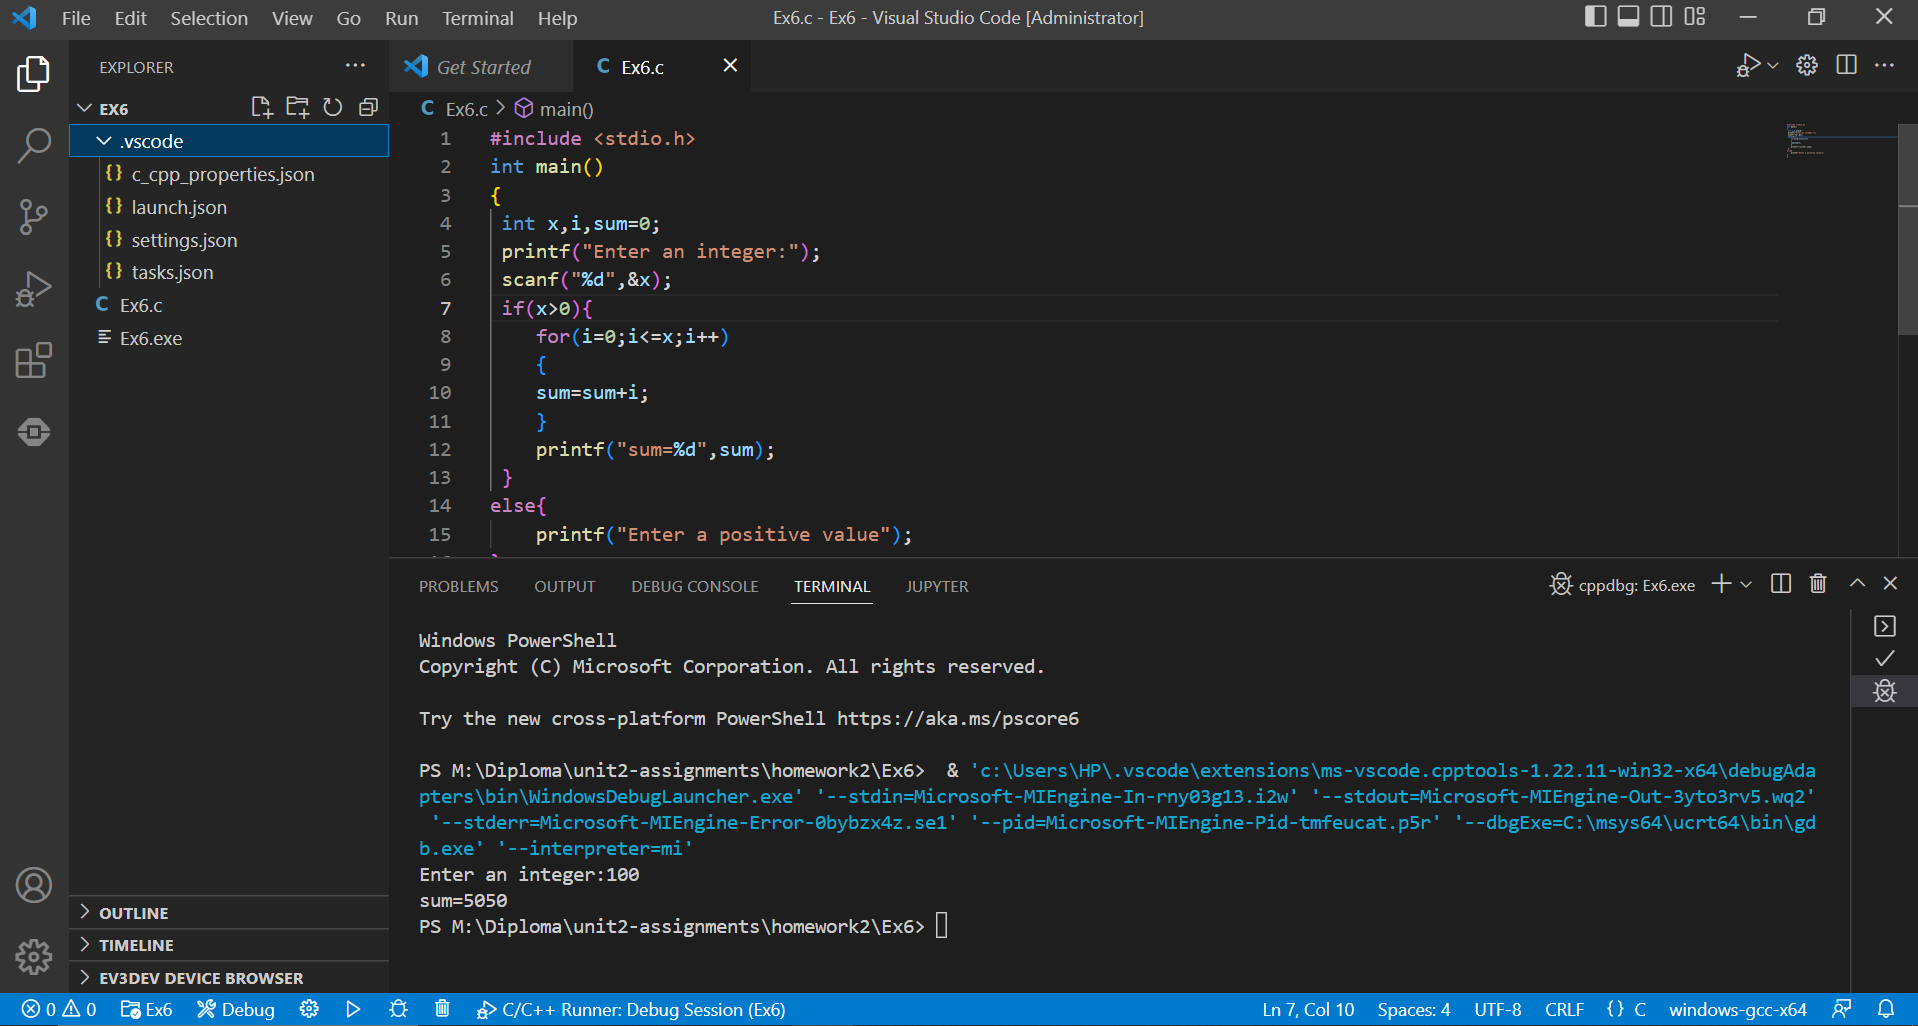 File Edit Selection View Go Run Terminal Help
Ex6.c - Ex6 - Visual Studio Code [Administrator]
EXPLORER
EX6
.vscode
{} c_cpp_properties.json
{} launch.json
{} settings.json
{} tasks.json
C Ex6.c
Ex6.exe
OUTLINE
TIMELINE
EV3DEV DEVICE BROWSER
Get Started
C Ex6.c
C Ex6.c > main()
1 #include <stdio.h>
2 int main()
3 {
4 int x,i,sum=0;
5 printf("Enter an integer:");
6 scanf("%d",&x);
7 if(x>0){
8 for(i=0;i<=x;i++)
9 {
10 sum=sum+i;
11 }
12 printf("sum=%d",sum);
13 }
14 else{
15 printf("Enter a positive value");
PROBLEMS OUTPUT DEBUG CONSOLE TERMINAL JUPYTER
cppdbg: Ex6.exe
Windows PowerShell
Copyright (C) Microsoft Corporation. All rights reserved.
Try the new cross-platform PowerShell https://aka.ms/pscore6
PS M:\Diploma\unit2-assignments\homework2\Ex6>  & 'c:\Users\HP\.vscode\extensions\ms-vscode.cpptools-1.22.11-win32-x64\debugAda
pters\bin\WindowsDebugLauncher.exe' '--stdin=Microsoft-MIEngine-In-rny03g13.i2w' '--stdout=Microsoft-MIEngine-Out-3yto3rv5.wq2'
'--stderr=Microsoft-MIEngine-Error-0bybzx4z.se1' '--pid=Microsoft-MIEngine-Pid-tmfeucat.p5r' '--dbgExe=C:\msys64\ucrt64\bin\gd
b.exe' '--interpreter=mi'
Enter an integer:100
sum=5050
PS M:\Diploma\unit2-assignments\homework2\Ex6>
0 0 Ex6 Debug C/C++ Runner: Debug Session (Ex6) Ln 7, Col 10 Spaces: 4 UTF-8 CRLF {} C windows-gcc-x64